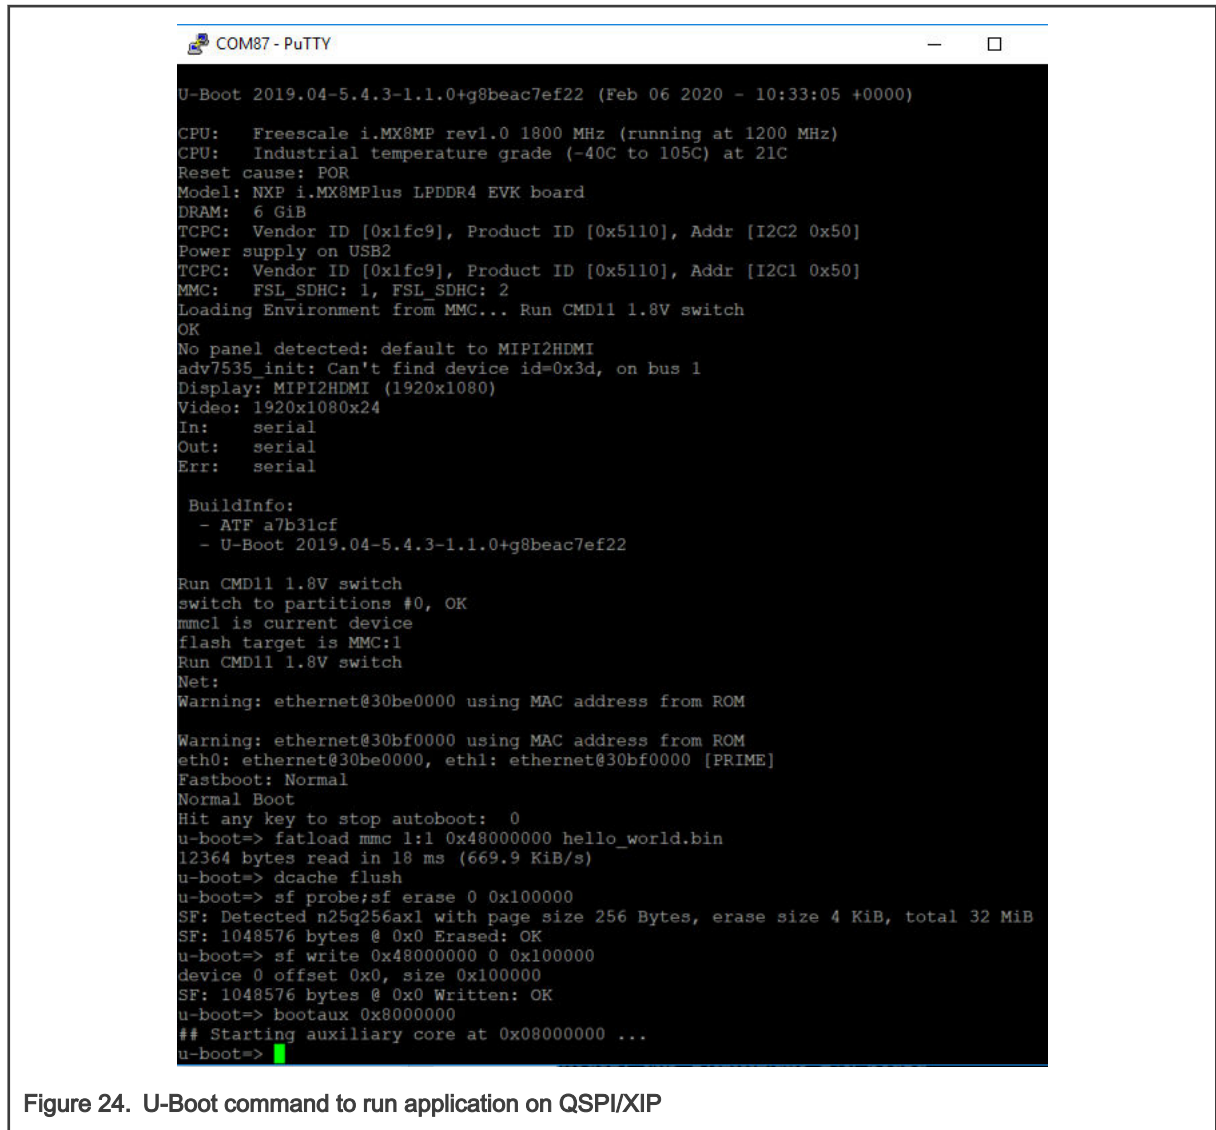 COM87 - PuTTY
U-Boot 2019.04-5.4.3-1.1.0+g8beac7ef22 (Feb 06 2020 - 10:33:05 +0000)
CPU:   Freescale i.MX8MP rev1.0 1800 MHz (running at 1200 MHz)
CPU:   Industrial temperature grade (-40C to 105C) at 21C
Reset cause: POR
Model: NXP i.MX8MPlus LPDDR4 EVK board
DRAM:  6 GiB
TCPC:  Vendor ID [0x1fc9], Product ID [0x5110], Addr [I2C2 0x50]
Power supply on USB2
TCPC:  Vendor ID [0x1fc9], Product ID [0x5110], Addr [I2C1 0x50]
MMC:   FSL_SDHC: 1, FSL_SDHC: 2
Loading Environment from MMC... Run CMD11 1.8V switch
OK
No panel detected: default to MIPI2HDMI
adv7535_init: Can't find device id=0x3d, on bus 1
Display: MIPI2HDMI (1920x1080)
Video: 1920x1080x24
In:    serial
Out:   serial
Err:   serial
BuildInfo:
- ATF a7b31cf
- U-Boot 2019.04-5.4.3-1.1.0+g8beac7ef22
Run CMD11 1.8V switch
switch to partitions #0, OK
mmc1 is current device
flash target is MMC:1
Run CMD11 1.8V switch
Net:
Warning: ethernet@30be0000 using MAC address from ROM
Warning: ethernet@30bf0000 using MAC address from ROM
eth0: ethernet@30be0000, eth1: ethernet@30bf0000 [PRIME]
Fastboot: Normal
Normal Boot
Hit any key to stop autoboot:  0
u-boot=> fatload mmc 1:1 0x48000000 hello_world.bin
12364 bytes read in 18 ms (669.9 KiB/s)
u-boot=> dcache flush
u-boot=> sf probe;sf erase 0 0x100000
SF: Detected n25q256ax1 with page size 256 Bytes, erase size 4 KiB, total 32 MiB
SF: 1048576 bytes @ 0x0 Erased: OK
u-boot=> sf write 0x48000000 0 0x100000
device 0 offset 0x0, size 0x100000
SF: 1048576 bytes @ 0x0 Written: OK
u-boot=> bootaux 0x8000000
## Starting auxiliary core at 0x08000000 ...
u-boot=>
Figure 24. U-Boot command to run application on QSPI/XIP